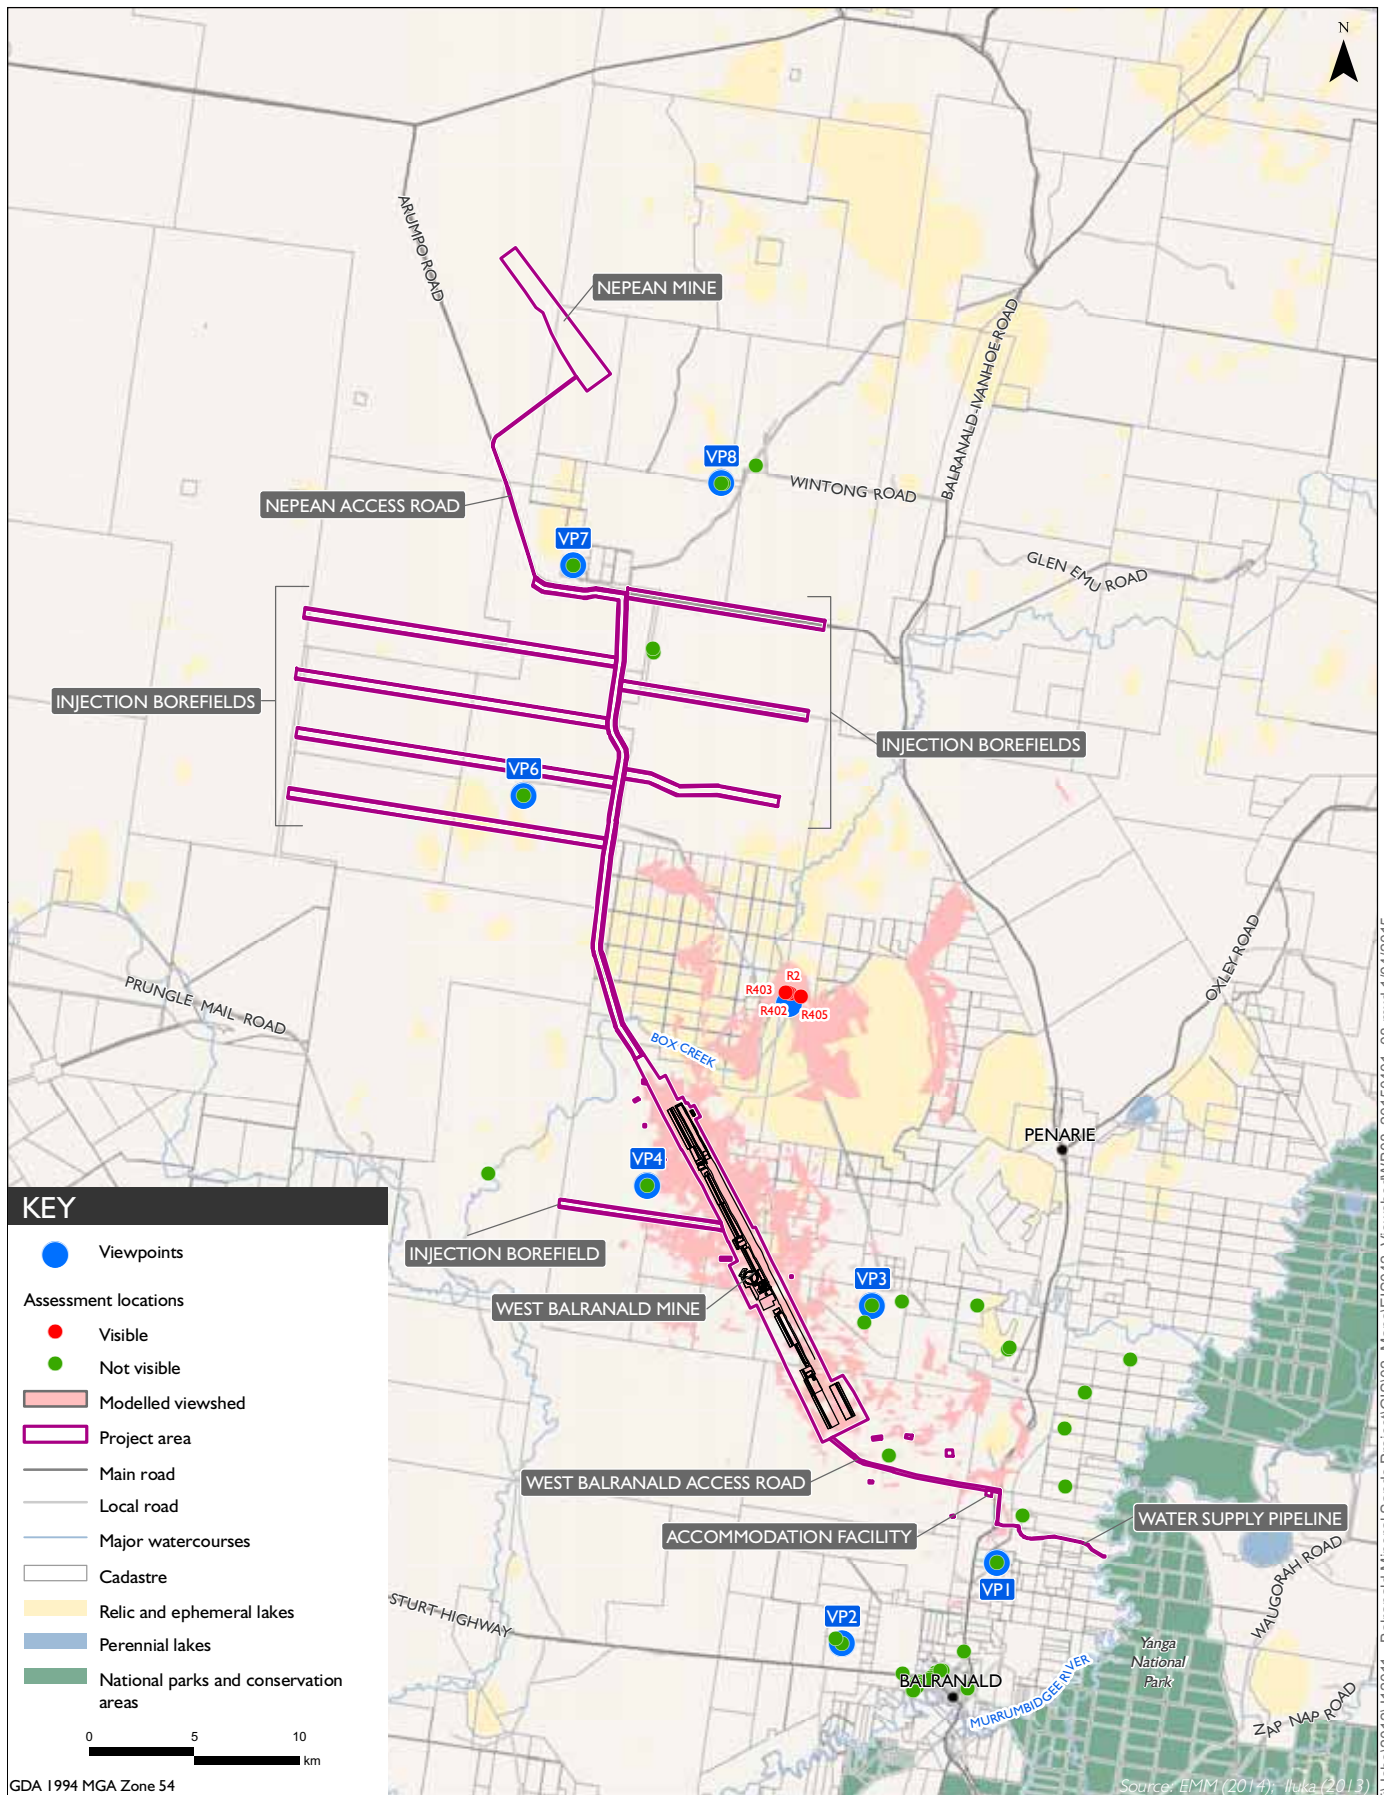 N
ARUMPO ROAD
NEPEAN MINE
BALRANALD-IVANHOE ROAD
VP8
WINTONG ROAD
NEPEAN ACCESS ROAD
VP7
GLEN EMU ROAD
INJECTION BOREFIELDS
INJECTION BOREFIELDS
VP6
OXLEY ROAD
PRUNGLE MAIL ROAD
R2
R403
R402
R405
BOX CREEK
PENARIE
VP4
INJECTION BOREFIELD
VP3
WEST BALRANALD MINE
WEST BALRANALD ACCESS ROAD
ACCOMMODATION FACILITY
WATER SUPPLY PIPELINE
WAUGORAH ROAD
VP1
VP2
STURT HIGHWAY
Yanga
National
Park
BALRANALD
MURRUMBIDGEE RIVER
ZAP NAP ROAD
KEY
Viewpoints
Assessment locations
Visible
Not visible
Modelled viewshed
Project area
Main road
Local road
Major watercourses
Cadastre
Relic and ephemeral lakes
Perennial lakes
National parks and conservation
areas
0 5 10
km
GDA 1994 MGA Zone 54
Source: EMM (2014); Iluka (2013)